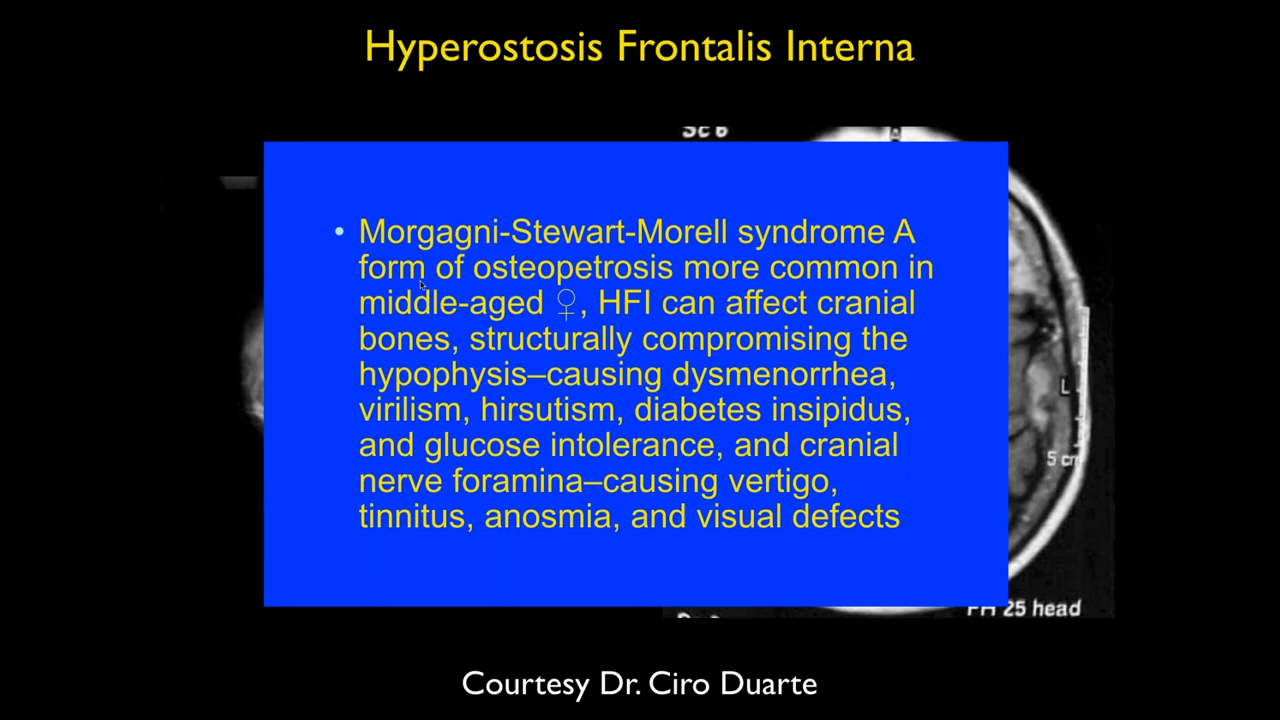 Hyperostosis Frontalis Interna
Sc 6
• Morgagni-Stewart-Morell syndrome A
form of osteopetrosis more common in
middle-aged ♀, HFI can affect cranial
bones, structurally compromising the
hypophysis–causing dysmenorrhea,
virilism, hirsutism, diabetes insipidus,
and glucose intolerance, and cranial
nerve foramina–causing vertigo,
tinnitus, anosmia, and visual defects
L
5 cm
25 head
Courtesy Dr. Ciro Duarte